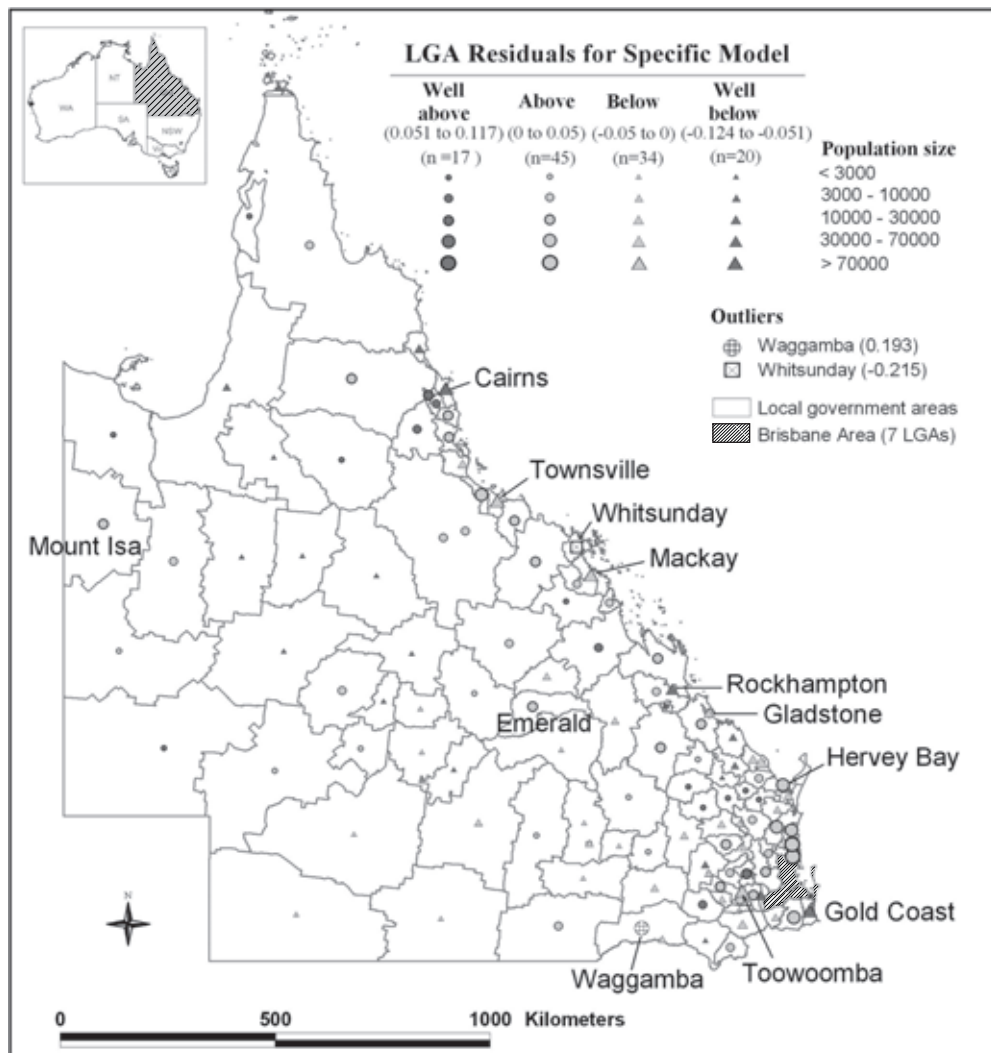 NT
WA
SA
NSW
LGA Residuals for Specific Model
Well above Above Below Well below
(0.051 to 0.117) (0 to 0.05) (-0.05 to 0) (-0.124 to -0.051)
(n =17 ) (n=45) (n=34) (n=20)
Population size
< 3000
3000 - 10000
10000 - 30000
30000 - 70000
> 70000
Outliers
Waggamba (0.193)
Whitsunday (-0.215)
Local government areas
Brisbane Area (7 LGAs)
Cairns
Townsville
Whitsunday
Mount Isa
Mackay
Rockhampton
Gladstone
Emerald
Hervey Bay
N
Gold Coast
Waggamba
Toowoomba
0 500 1000 Kilometers